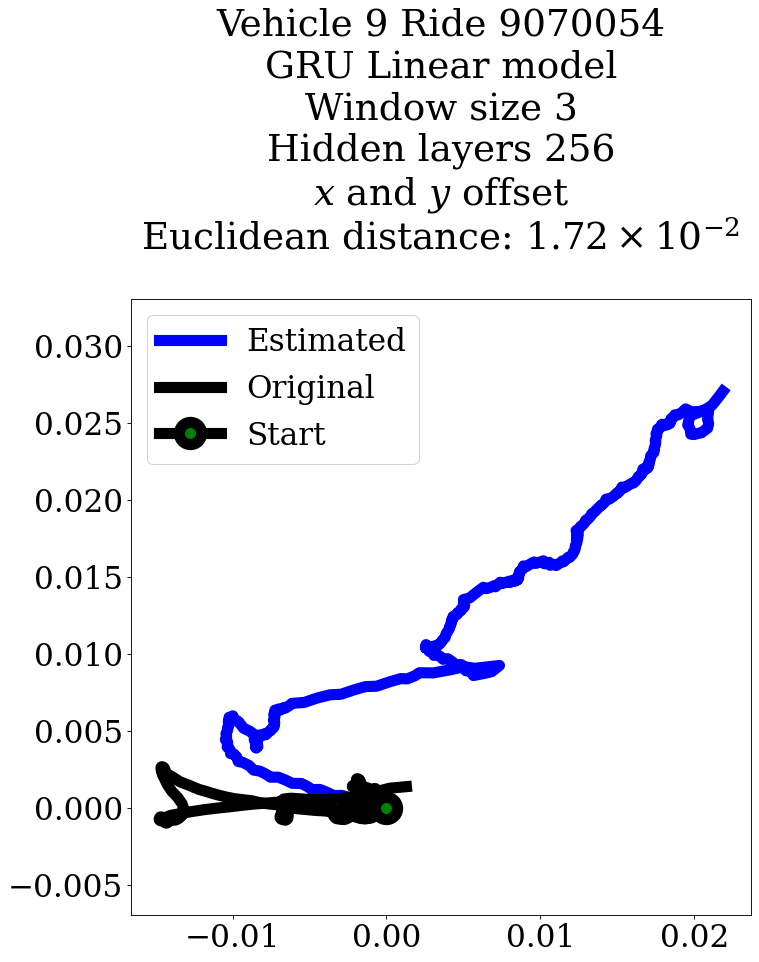 Vehicle 9 Ride 9070054
GRU Linear model
Window size 3
Hidden layers 256
x and y offset
Euclidean distance: 1.72 × 10⁻²
Estimated
Original
Start
0.030
0.025
0.020
0.015
0.010
0.005
0.000
−0.005
−0.01
0.00
0.01
0.02